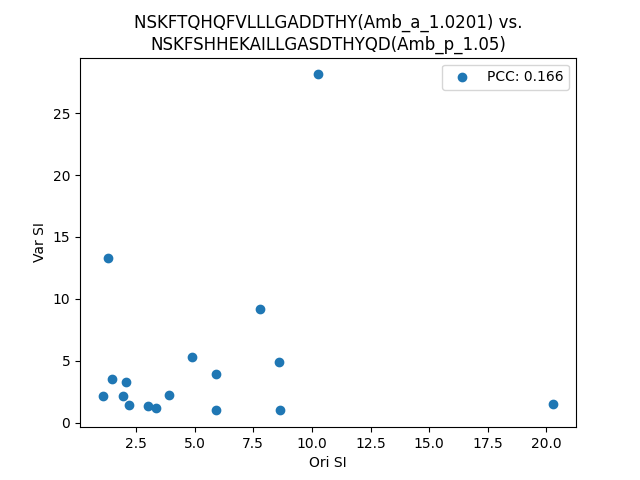 NSKFTQHQFVLLLGADDTHY(Amb_a_1.0201) vs.
NSKFSHHEKAILLGASDTHYQD(Amb_p_1.05)
PCC: 0.166
25
20
15
10
5
0
Var SI
2.5 5.0 7.5 10.0 12.5 15.0 17.5 20.0
Ori SI